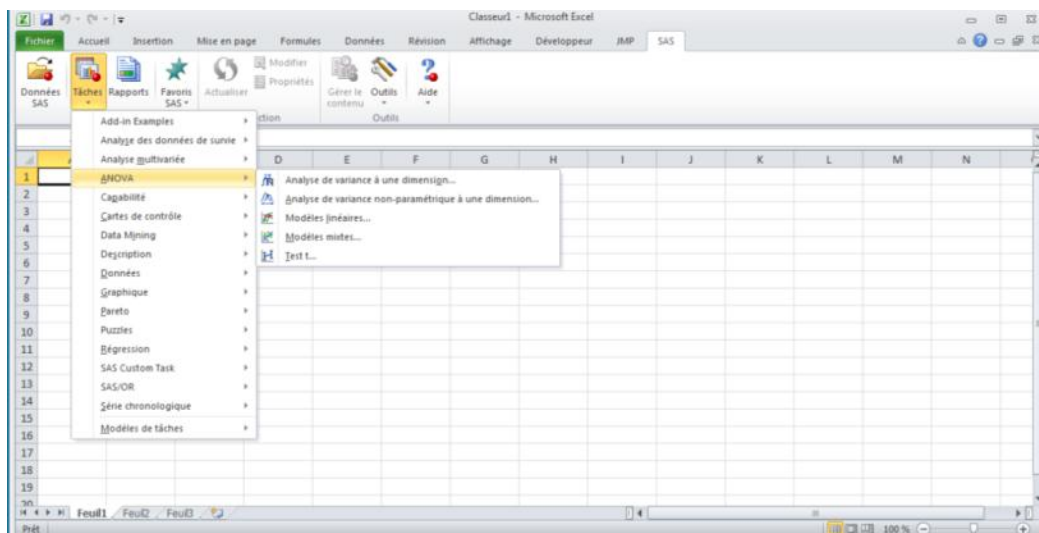 Classeur1 - Microsoft Excel
Fichier Accueil Insertion Mise en page Formules Données Révision Affichage Développeur JMP SAS
Données SAS
Tâches
Rapports
Favoris SAS
Actualiser
Modifier
Propriétés
Gérer le contenu
Outils
Aide
ction
Outils
Add-in Examples
Analyse des données de survie
Analyse multivariée
ANOVA
Capabilité
Cartes de contrôle
Data Mining
Description
Données
Graphique
Pareto
Puzzles
Régression
SAS Custom Task
SAS/OR
Série chronologique
Modèles de tâches
Analyse de variance à une dimension...
Analyse de variance non-paramétrique à une dimension...
Modèles linéaires...
Modèles mixtes...
Test t...
D E F G H I J K L M N
1
2
3
4
5
6
7
8
9
10
11
12
13
14
15
16
17
18
19
20
Feuil1 Feuil2 Feuil3
Prêt
100 %